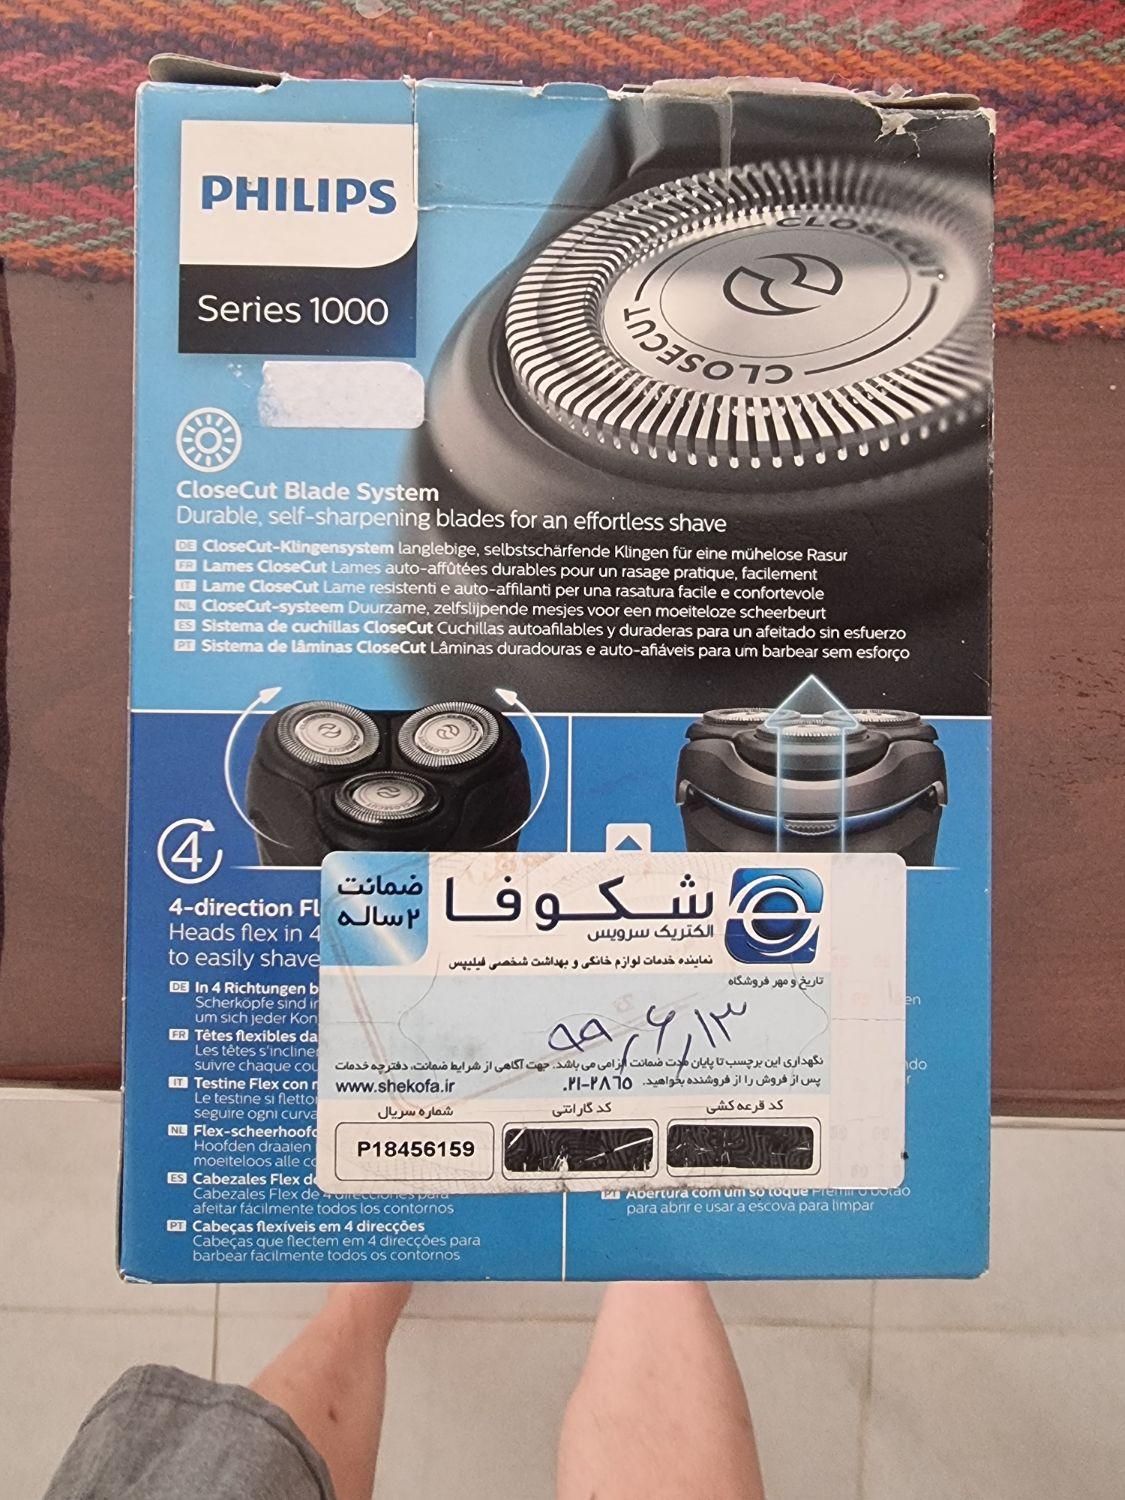 PHILIPS
Series 1000
CLOSECUT
CLOSECUT
CloseCut Blade System
Durable, self-sharpening blades for an effortless shave
DE CloseCut-Klingensystem langlebige, selbstschärfende Klingen für eine mühelose Rasur
FR Lames CloseCut Lames auto-affûtées durables pour un rasage pratique, facilement
IT Lame CloseCut Lame resistenti e auto-affilanti per una rasatura facile e confortevole
NL CloseCut-systeem Duurzame, zelfslijpende mesjes voor een moeiteloze scheerbeurt
ES Sistema de cuchillas CloseCut Cuchillas autoafilables y duraderas para un afeitado sin esfuerzo
PT Sistema de lâminas CloseCut Lâminas duradouras e auto-afiáveis para um barbear sem esforço
CLOSECUT
CLOSECUT
CLOSECUT
4
4-direction Fl
Heads flex in 4
to easily shave
DE In 4 Richtungen b
Scherköpfe sind in
um sich jeder Kon
FR Têtes flexibles da
Les têtes s'incliner
suivre chaque cou
IT Testine Flex con r
Le testine si fletto
seguire ogni curva
NL Flex-scheerhoofd
Hoofden draaien
moeiteloos alle co
ES Cabezales Flex de
Cabezales Flex de 4 direcciones para
afeitar fácilmente todos los contornos
PT Cabeças flexíveis em 4 direcções
Cabeças que flectem em 4 direcções para
barbear facilmente todos os contornos
en
ndo
r
PT Abertura com um só toque Premir o botão
para abrir e usar a escova para limpar
ضمانت
۲ ساله
شکوفا
الکتریک سرویس
نماینده خدمات لوازم خانگی و بهداشت شخصی فیلیپس
تاریخ و مهر فروشگاه
۹۹/۶/۱۳
نگهداری این برچسب تا پایان مدت ضمانت الزامی می باشد. جهت آگاهی از شرایط ضمانت، دفترچه خدمات
پس از فروش را از فروشنده بخواهید. ۰۲۱-۲۸۶۵ www.shekofa.ir
کد قرعه کشی
کد گارانتی
شماره سریال
P18456159